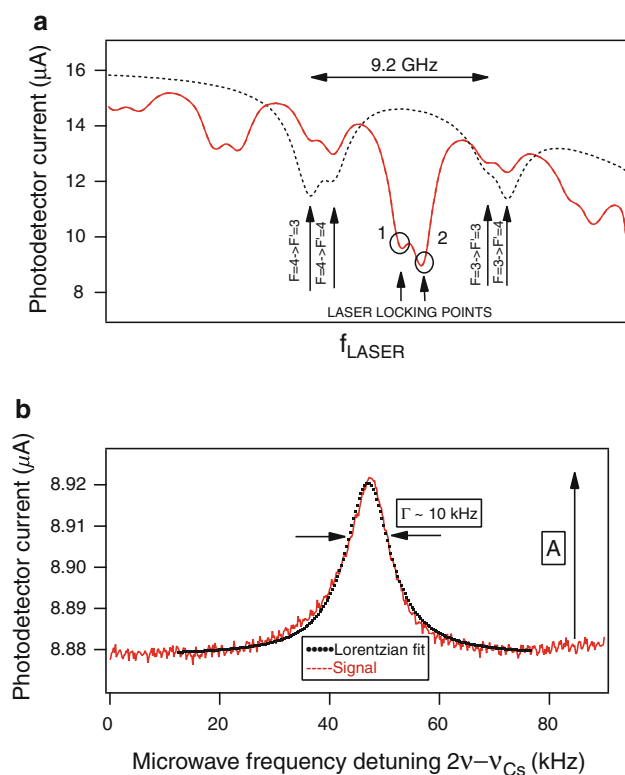 a
Photodetector current (µA)
16
14
12
10
8
9.2 GHz
F=4->F'=3
F=4->F'=4
1
2
F=3->F'=3
F=3->F'=4
LASER LOCKING POINTS
fLASER
b
Photodetector current (µA)
8.92
8.91
8.90
8.89
8.88
Γ ~ 10 kHz
A
Lorentzian fit
Signal
0
20
40
60
80
Microwave frequency detuning 2ν−νCs (kHz)